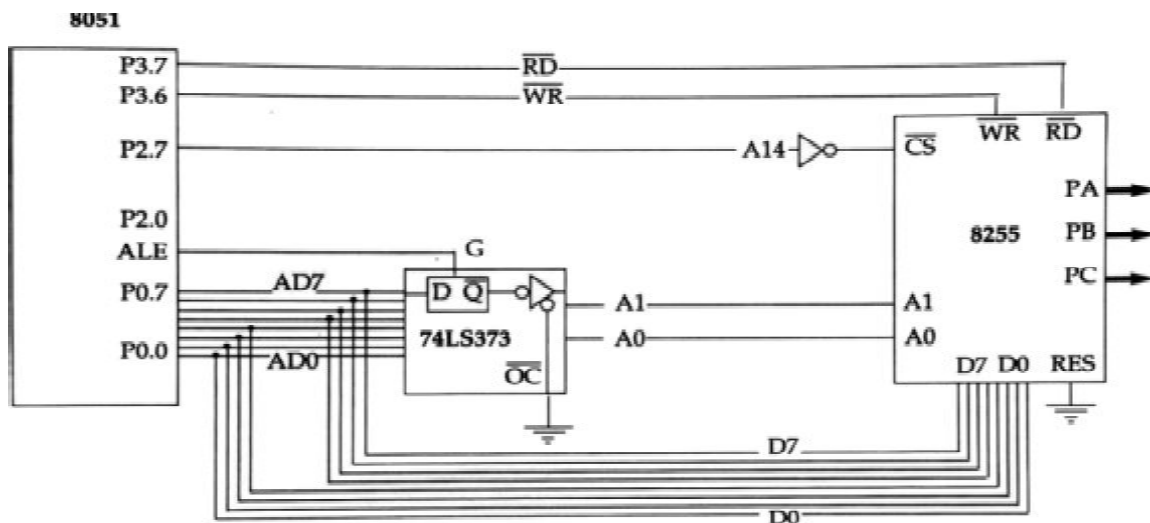 8051
P3.7
RD
P3.6
WR
WR RD
P2.7
A14
CS
PA
P2.0
8255
PB
ALE
G
PC
P0.7
AD7
D Q
A1
A1
74LS373
A0
A0
P0.0
AD0
OC
D7 D0
RES
D7
D0